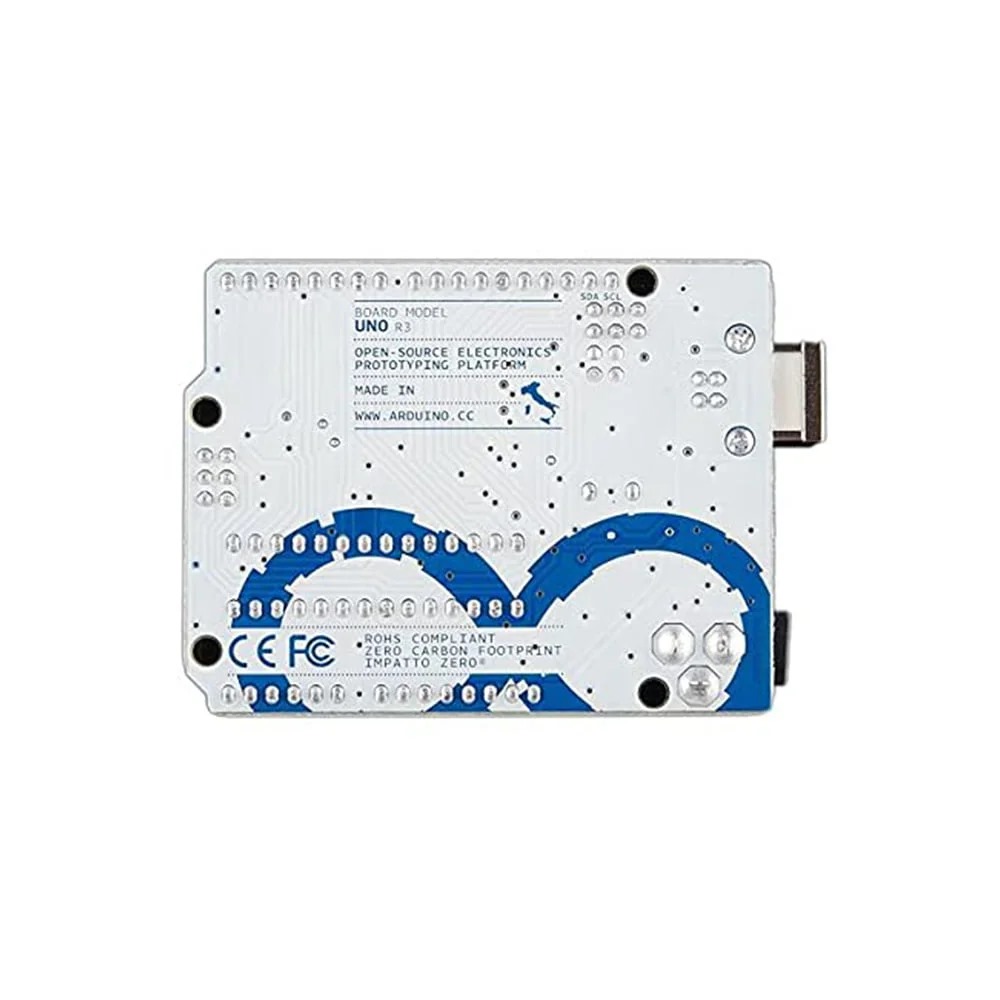 SDA SCL
BOARD MODEL
UNO R3
OPEN-SOURCE ELECTRONICS
PROTOTYPING PLATFORM
MADE IN
WWW.ARDUINO.CC
CE FC
ROHS COMPLIANT
ZERO CARBON FOOTPRINT
IMPATTO ZERO®